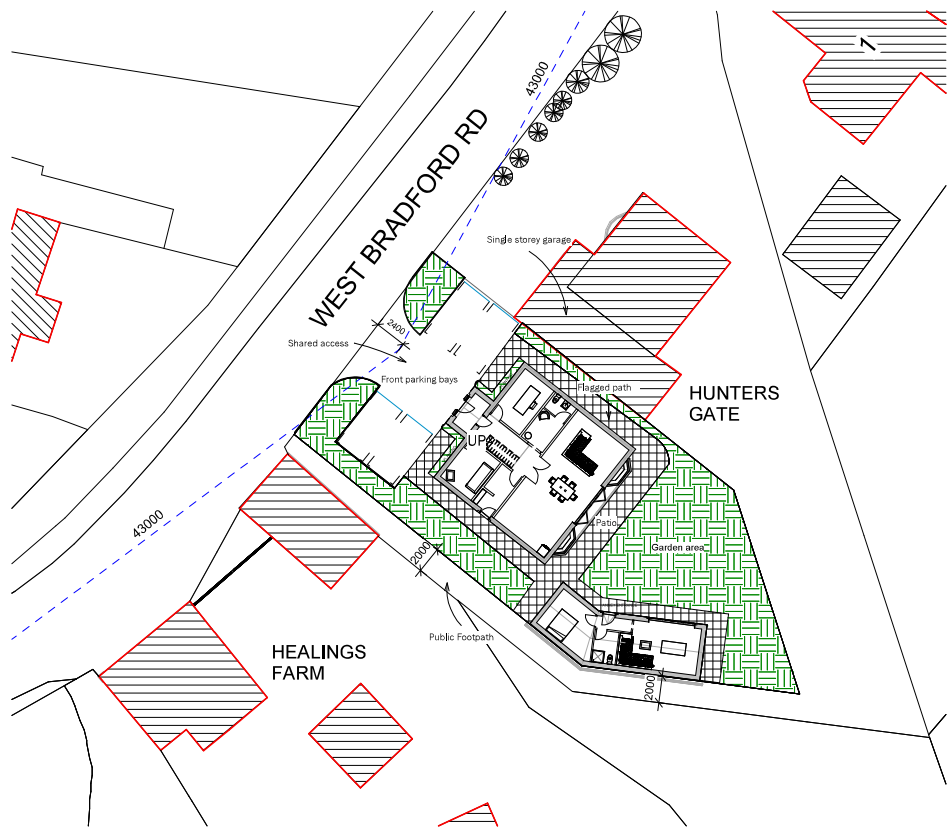 1
43000
WEST BRADFORD RD
Single storey garage
2400
Shared access
Front parking bays
Flagged path
HUNTERS
GATE
UP
Patio
43000
Garden area
2000
Public Footpath
HEALINGS
FARM
2000